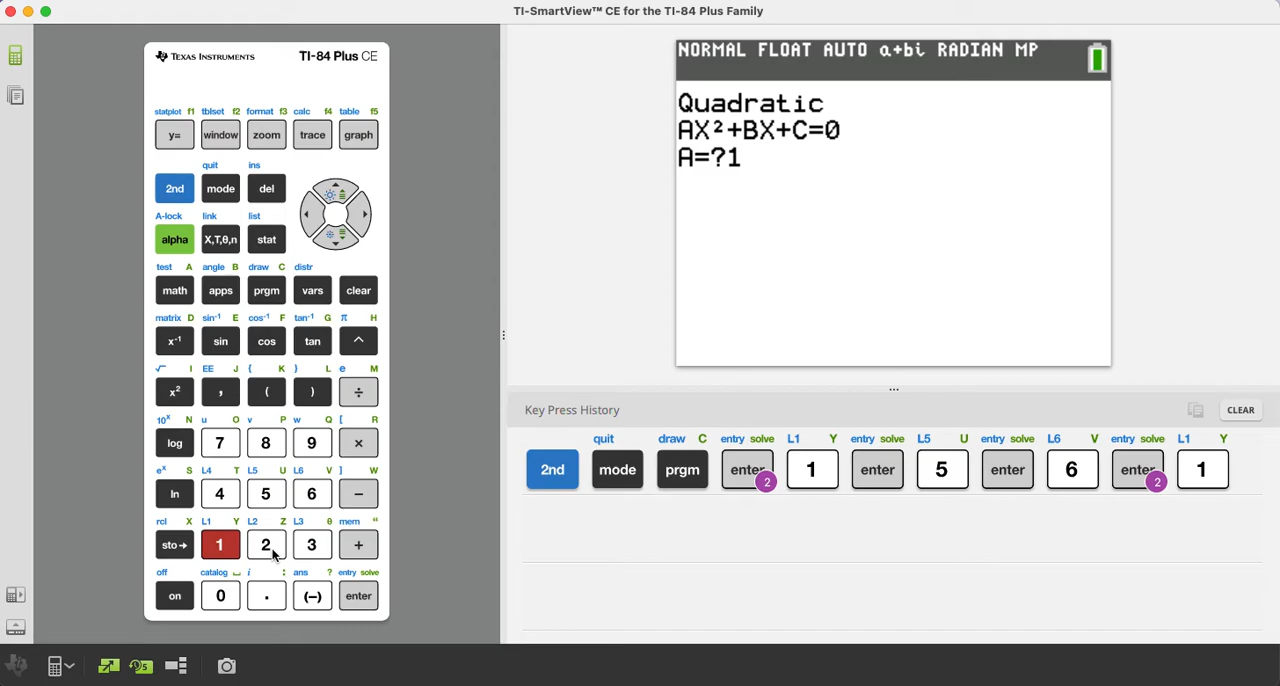 TI-SmartView™ CE for the TI-84 Plus Family
TEXAS INSTRUMENTS TI-84 Plus CE
statplot f1 tblset f2 format f3 calc f4 table f5
y= window zoom trace graph
quit ins
2nd mode del
A-lock link list
alpha X,T,θ,n stat
test A angle B draw C distr
math apps prgm vars clear
matrix D sin⁻¹ E cos⁻¹ F tan⁻¹ G π H
x⁻¹ sin cos tan ^
√‾ I EE J { K } L e M
x² , ( ) ÷
10ˣ N u O v P w Q [ R
log 7 8 9 ×
eˣ S L4 T L5 U L6 V ] W
ln 4 5 6 −
rcl X L1 Y L2 Z L3 θ mem “
sto→ 1 2 3 +
off catalog ⎵ i : ans ? entry solve
on 0 . (−) enter
NORMAL FLOAT AUTO a+bi RADIAN MP
Quadratic
AX²+BX+C=0
A=?1
Key Press History
CLEAR
quit draw C entry solve L1 Y entry solve L5 U entry solve L6 V entry solve L1 Y
2nd mode prgm enter 2 1 enter 5 enter 6 enter 2 1